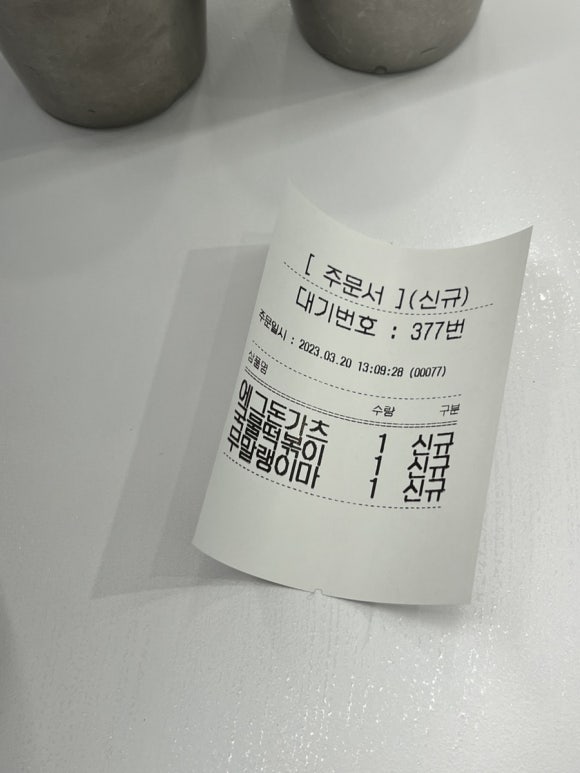 [ 주문서 ](신규)
대기번호 : 377번
주문일시 : 2023.03.20 13:09:28 (00077)
상품명 수량 구분
에그돈가츠 1 신규
국물떡볶이 1 신규
무말랭이마 1 신규